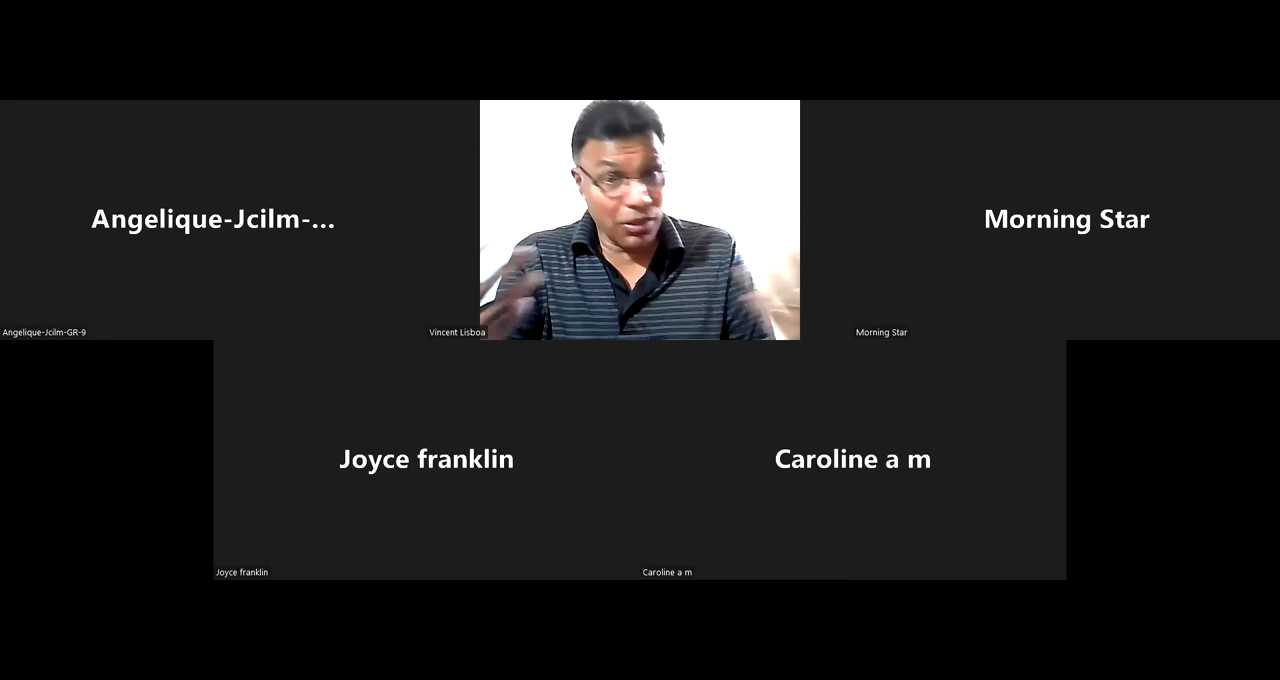 Angelique-Jcilm-...
Morning Star
Angelique-Jcilm-GR-9
Vincent Lisboa
Morning Star
Joyce franklin
Caroline a m
Joyce franklin
Caroline a m